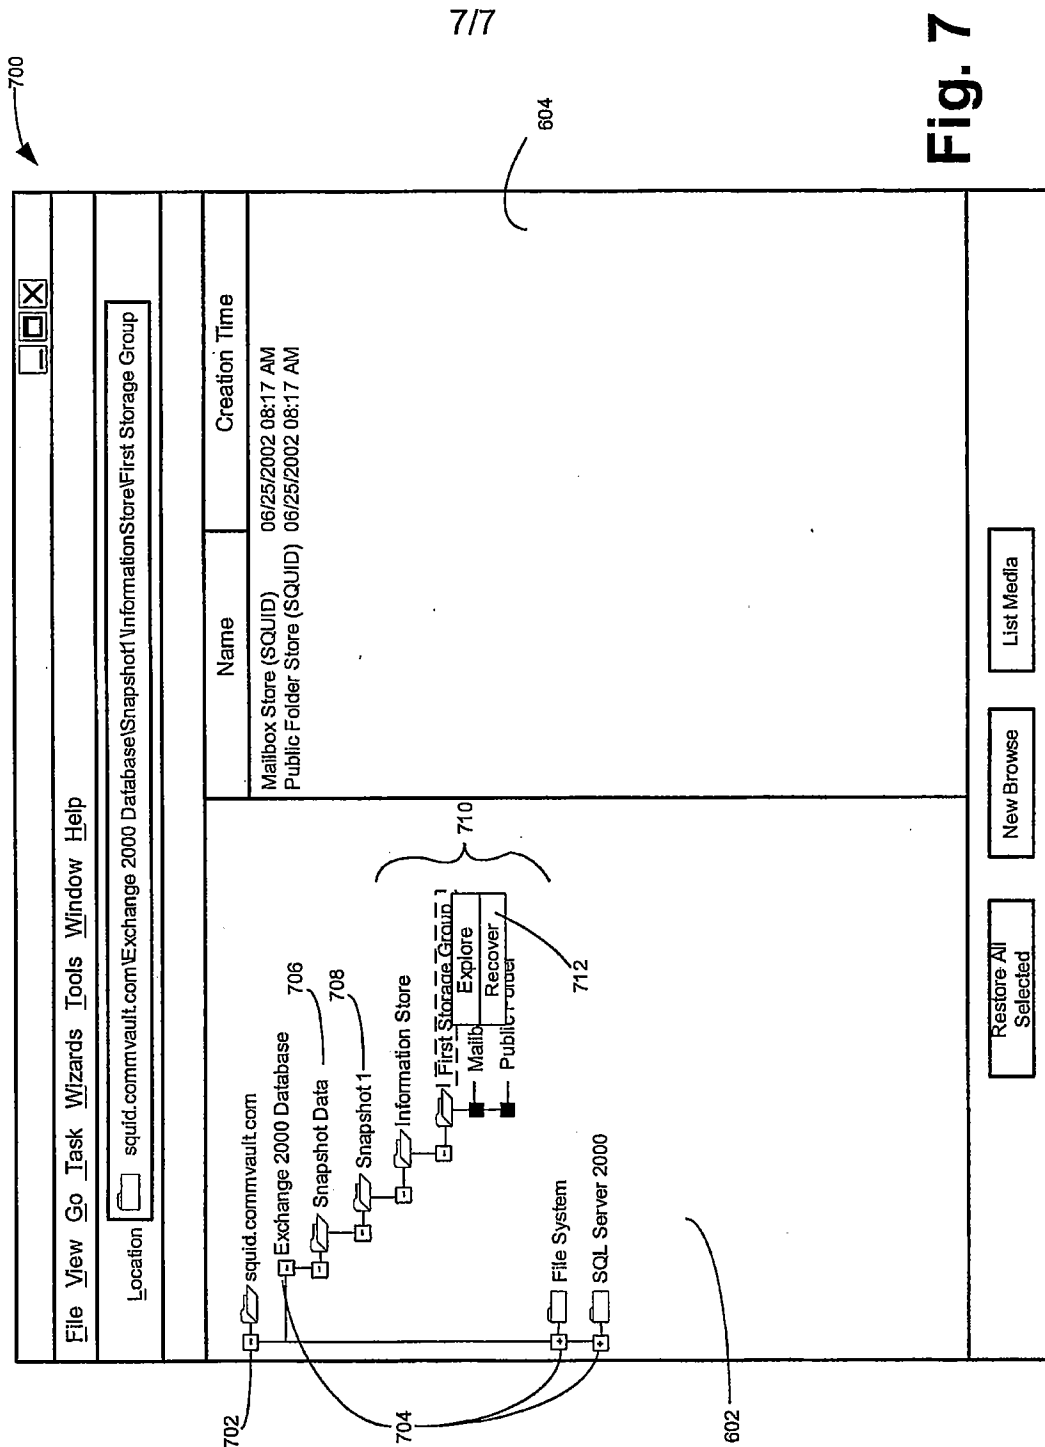 7/7
700
File View Go Task Wizards Tools Window Help
Location squid.commvault.com\Exchange 2000 Database\Snapshot1\InformationStore\First Storage Group
Name Creation Time
Mailbox Store (SQUID) 06/25/2002 08:17 AM
Public Folder Store (SQUID) 06/25/2002 08:17 AM
604
702
squid.commvault.com
Exchange 2000 Database
704
706
Snapshot Data
708
Snapshot 1
Information Store
710
First Storage Group
Explore
Mailb
Recover
Public Folder
712
File System
SQL Server 2000
602
Restore All
Selected
New Browse
List Media
Fig. 7